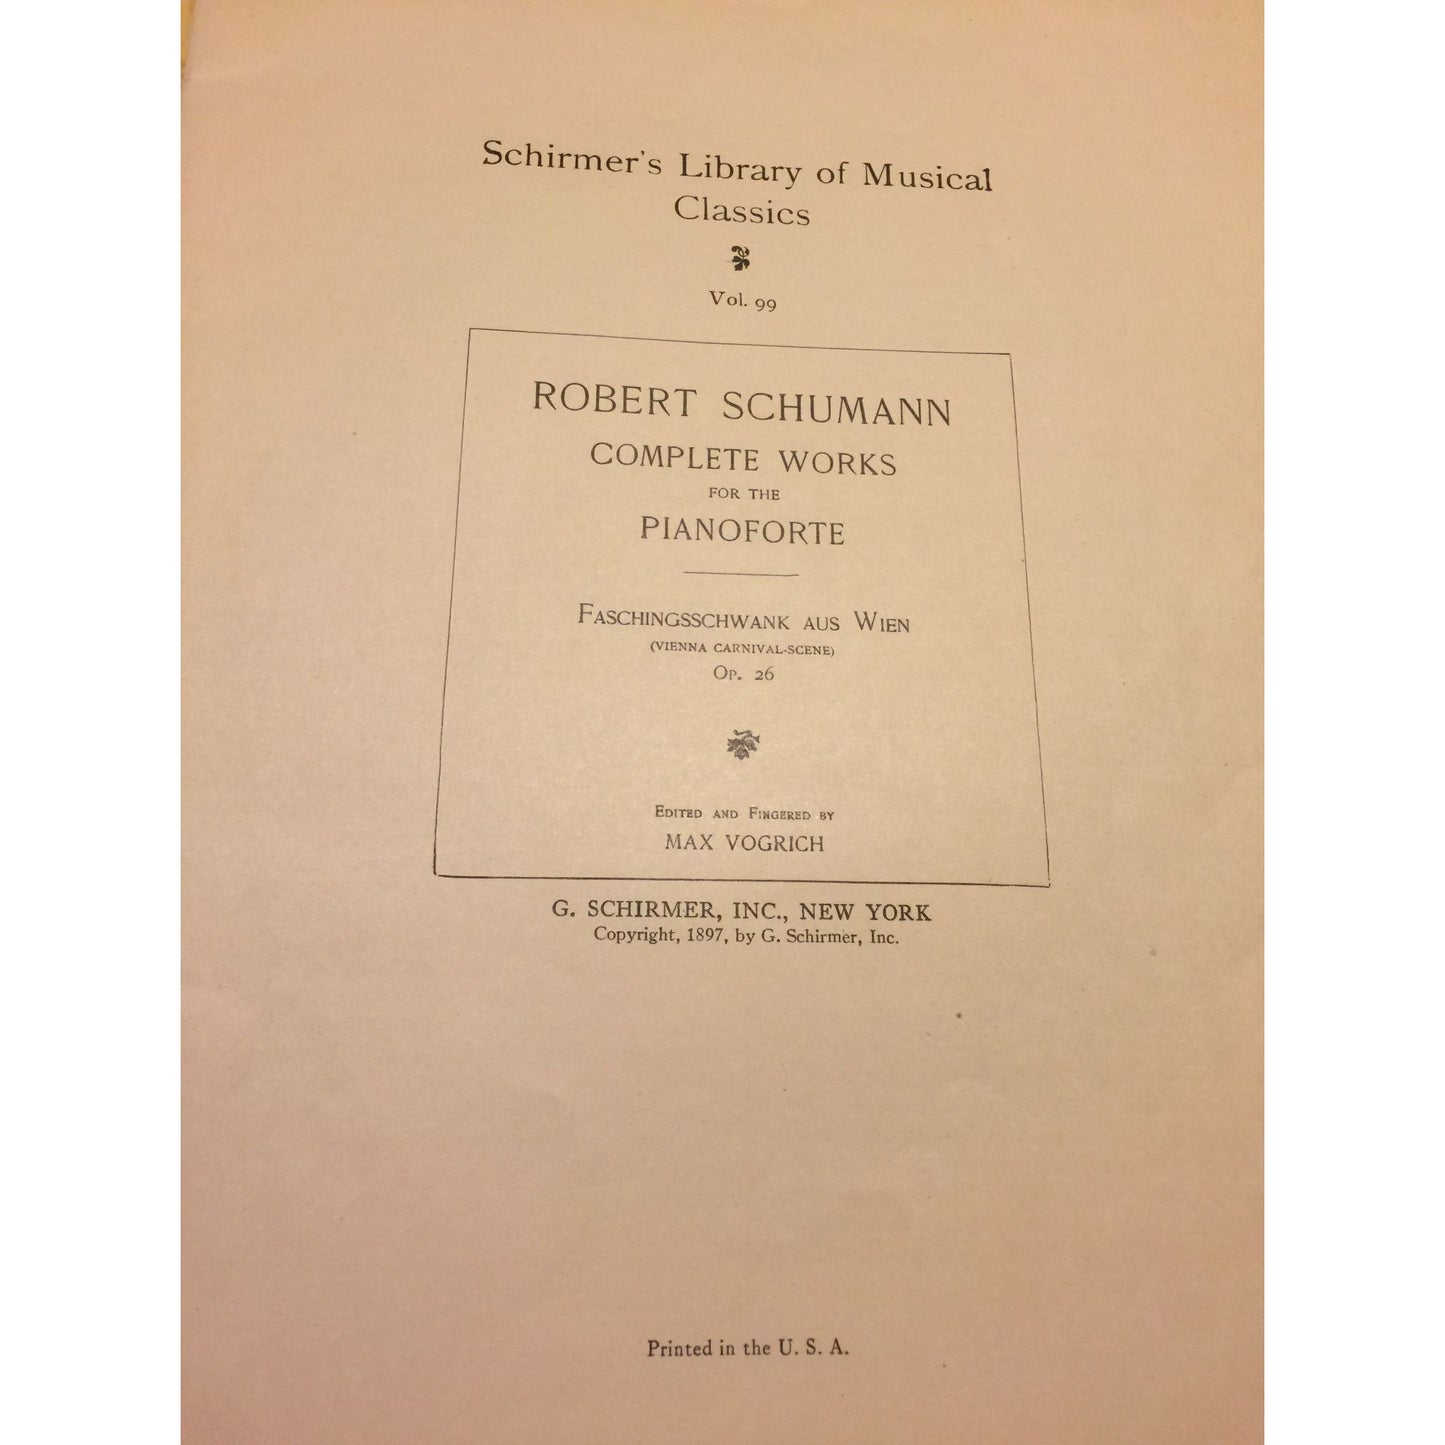 Schirmer's Library of Musical
Classics
Vol. 99
ROBERT SCHUMANN
COMPLETE WORKS
FOR THE
PIANOFORTE
FASCHINGSSCHWANK AUS WIEN
(VIENNA CARNIVAL-SCENE)
OP. 26
EDITED AND FINGERED BY
MAX VOGRICH
G. SCHIRMER, INC., NEW YORK
Copyright, 1897, by G. Schirmer, Inc.
Printed in the U. S. A.